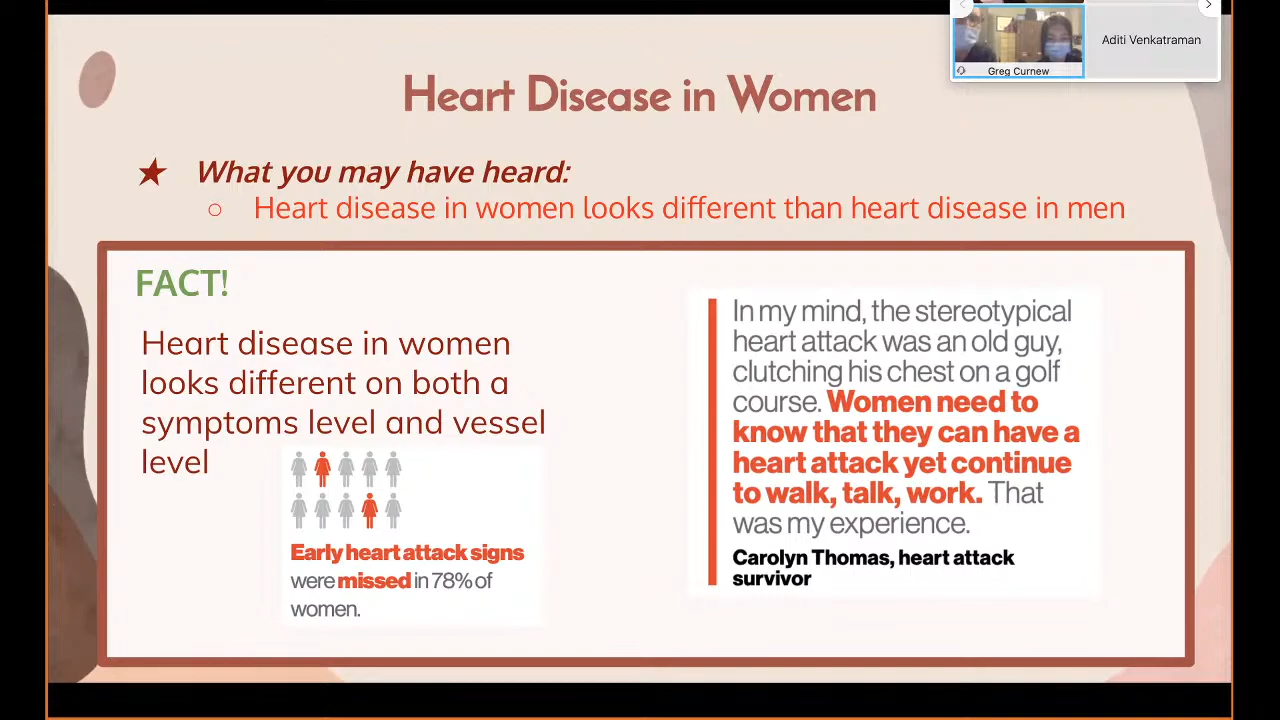 Aditi Venkatraman
Greg Curnew
Heart Disease in Women
★ What you may have heard:
○ Heart disease in women looks different than heart disease in men
FACT!
Heart disease in women
looks different on both a
symptoms level and vessel
level
Early heart attack signs
were missed in 78% of
women.
In my mind, the stereotypical
heart attack was an old guy,
clutching his chest on a golf
course. Women need to
know that they can have a
heart attack yet continue
to walk, talk, work. That
was my experience.
Carolyn Thomas, heart attack
survivor